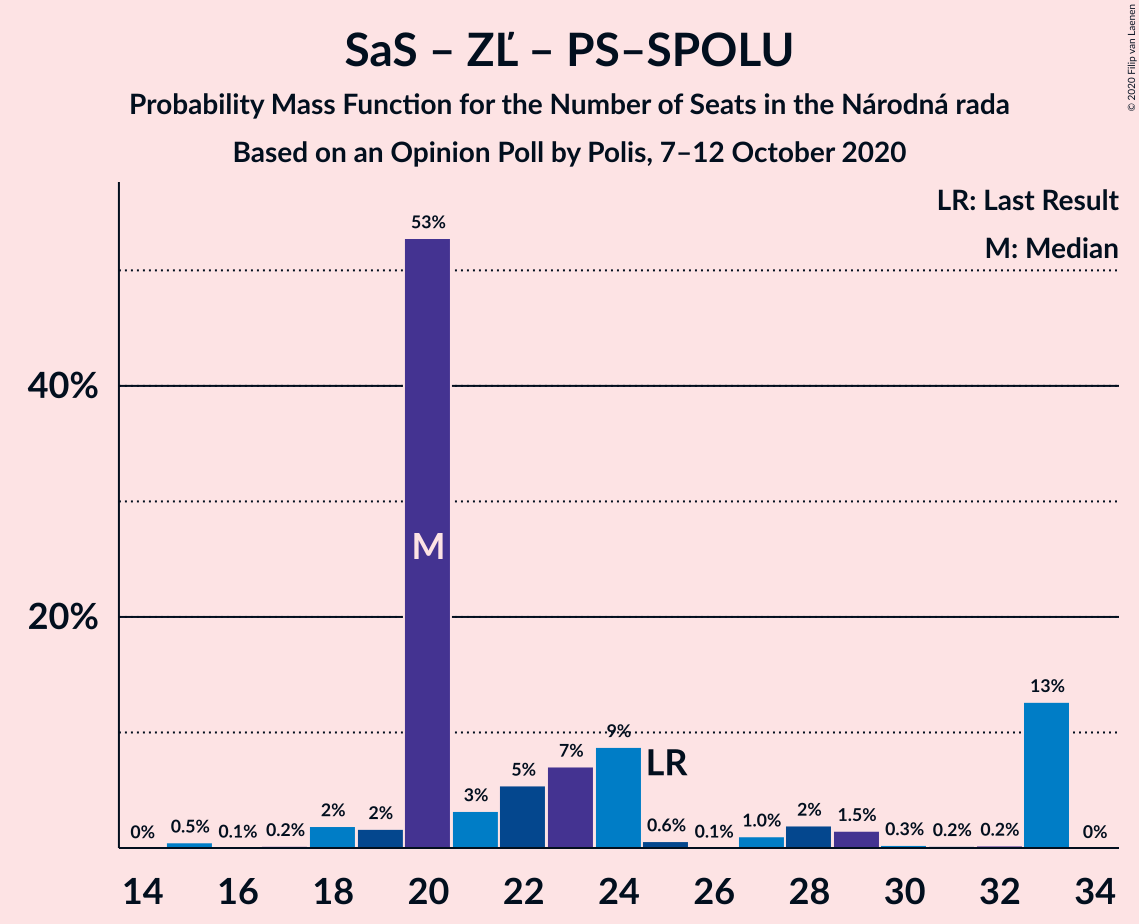 SaS – ZĽ – PS–SPOLU
Probability Mass Function for the Number of Seats in the Národná rada
Based on an Opinion Poll by Polis, 7–12 October 2020
© 2020 Filip van Laenen
LR: Last Result
M: Median
53%
40%
M
20%
13%
9%
7%
LR
5%
3%
2%
2%
0%
0.5%
0.1%
0.2%
0.6%
0.1%
1.0%
2%
1.5%
0.3%
0.2%
0.2%
0%
14 16 18 20 22 24 26 28 30 32 34